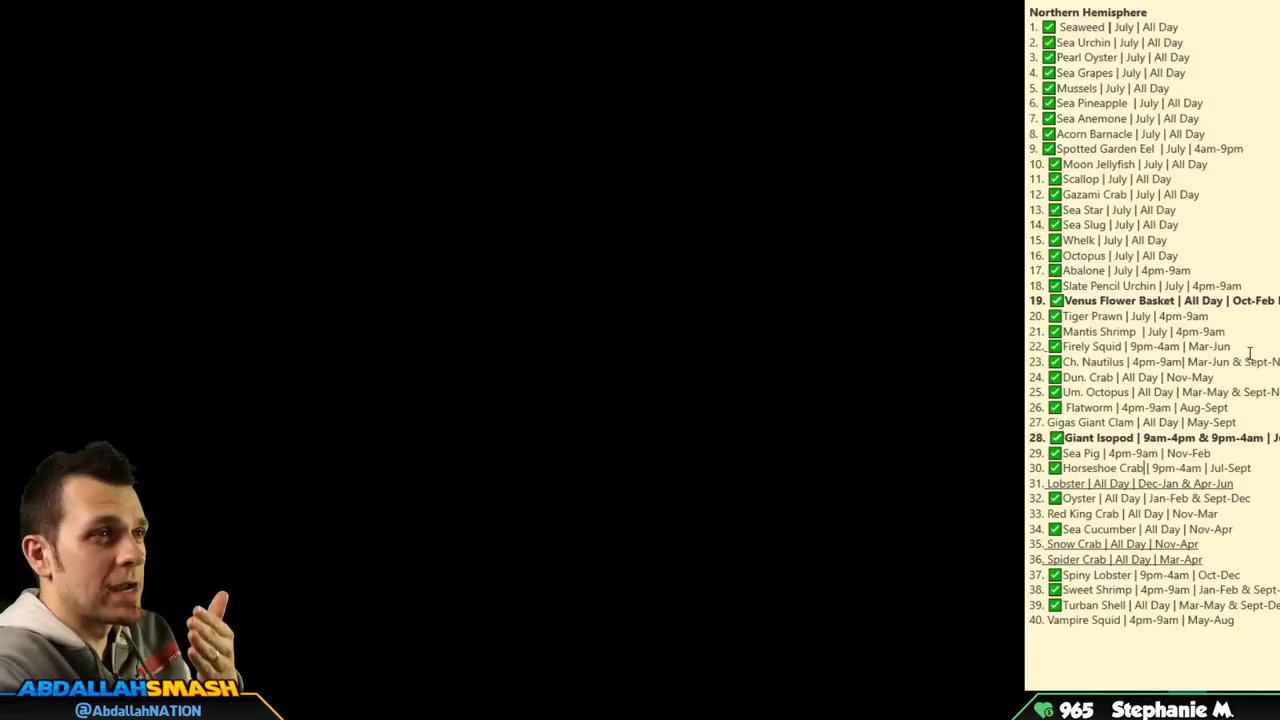 Northern Hemisphere
1. ✅ Seaweed | July | All Day
2. ✅Sea Urchin | July | All Day
3. ✅Pearl Oyster | July | All Day
4. ✅Sea Grapes | July | All Day
5. ✅Mussels | July | All Day
6. ✅Sea Pineapple | July | All Day
7. ✅Sea Anemone | July | All Day
8. ✅Acorn Barnacle | July | All Day
9. ✅Spotted Garden Eel | July | 4am-9pm
10. ✅Moon Jellyfish | July | All Day
11. ✅Scallop | July | All Day
12. ✅Gazami Crab | July | All Day
13. ✅Sea Star | July | All Day
14. ✅Sea Slug | July | All Day
15. ✅Whelk | July | All Day
16. ✅Octopus | July | All Day
17. ✅Abalone | July | 4pm-9am
18. ✅Slate Pencil Urchin | July | 4pm-9am
19. ✅Venus Flower Basket | All Day | Oct-Feb
20. ✅Tiger Prawn | July | 4pm-9am
21. ✅Mantis Shrimp | July | 4pm-9am
22. ✅Firely Squid | 9pm-4am | Mar-Jun
23. ✅Ch. Nautilus | 4pm-9am| Mar-Jun & Sept-N
24. ✅Dun. Crab | All Day | Nov-May
25. ✅Um. Octopus | All Day | Mar-May & Sept-N
26. ✅ Flatworm | 4pm-9am | Aug-Sept
27. Gigas Giant Clam | All Day | May-Sept
28. ✅Giant Isopod | 9am-4pm & 9pm-4am | Ju
29. ✅Sea Pig | 4pm-9am | Nov-Feb
30. ✅Horseshoe Crab| 9pm-4am | Jul-Sept
31. Lobster | All Day | Dec-Jan & Apr-Jun
32. ✅Oyster | All Day | Jan-Feb & Sept-Dec
33. Red King Crab | All Day | Nov-Mar
34. ✅Sea Cucumber | All Day | Nov-Apr
35. Snow Crab | All Day | Nov-Apr
36. Spider Crab | All Day | Mar-Apr
37. ✅Spiny Lobster | 9pm-4am | Oct-Dec
38. ✅Sweet Shrimp | 4pm-9am | Jan-Feb & Sept-
39. ✅Turban Shell | All Day | Mar-May & Sept-De
40. Vampire Squid | 4pm-9am | May-Aug
ABDALLAHSMASH
@AbdallahNATION
965 Stephanie M.